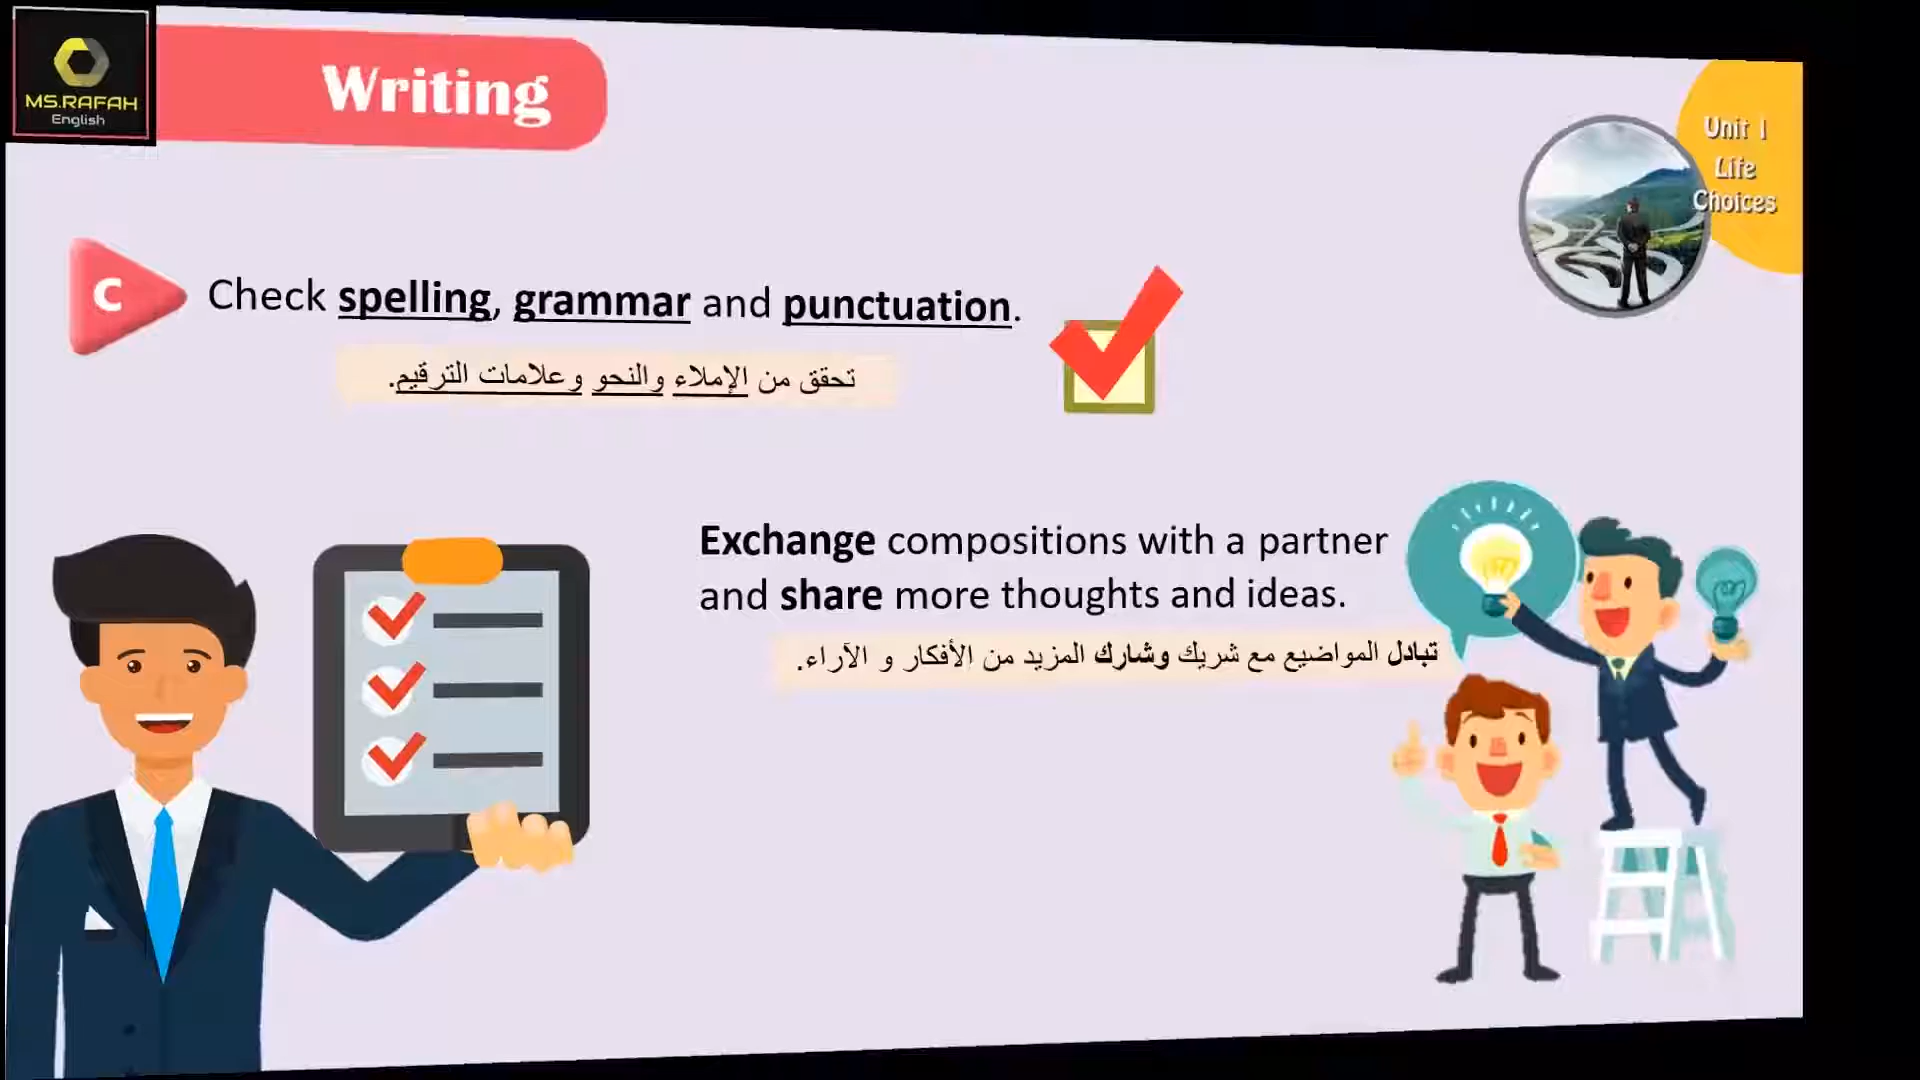 MS.RAFAH
English
Writing
Unit 1
Life
Choices
C
Check spelling, grammar and punctuation.
تحقق من الإملاء والنحو وعلامات الترقيم.
Exchange compositions with a partner
and share more thoughts and ideas.
تبادل المواضيع مع شريك وشارك المزيد من الأفكار و الآراء.